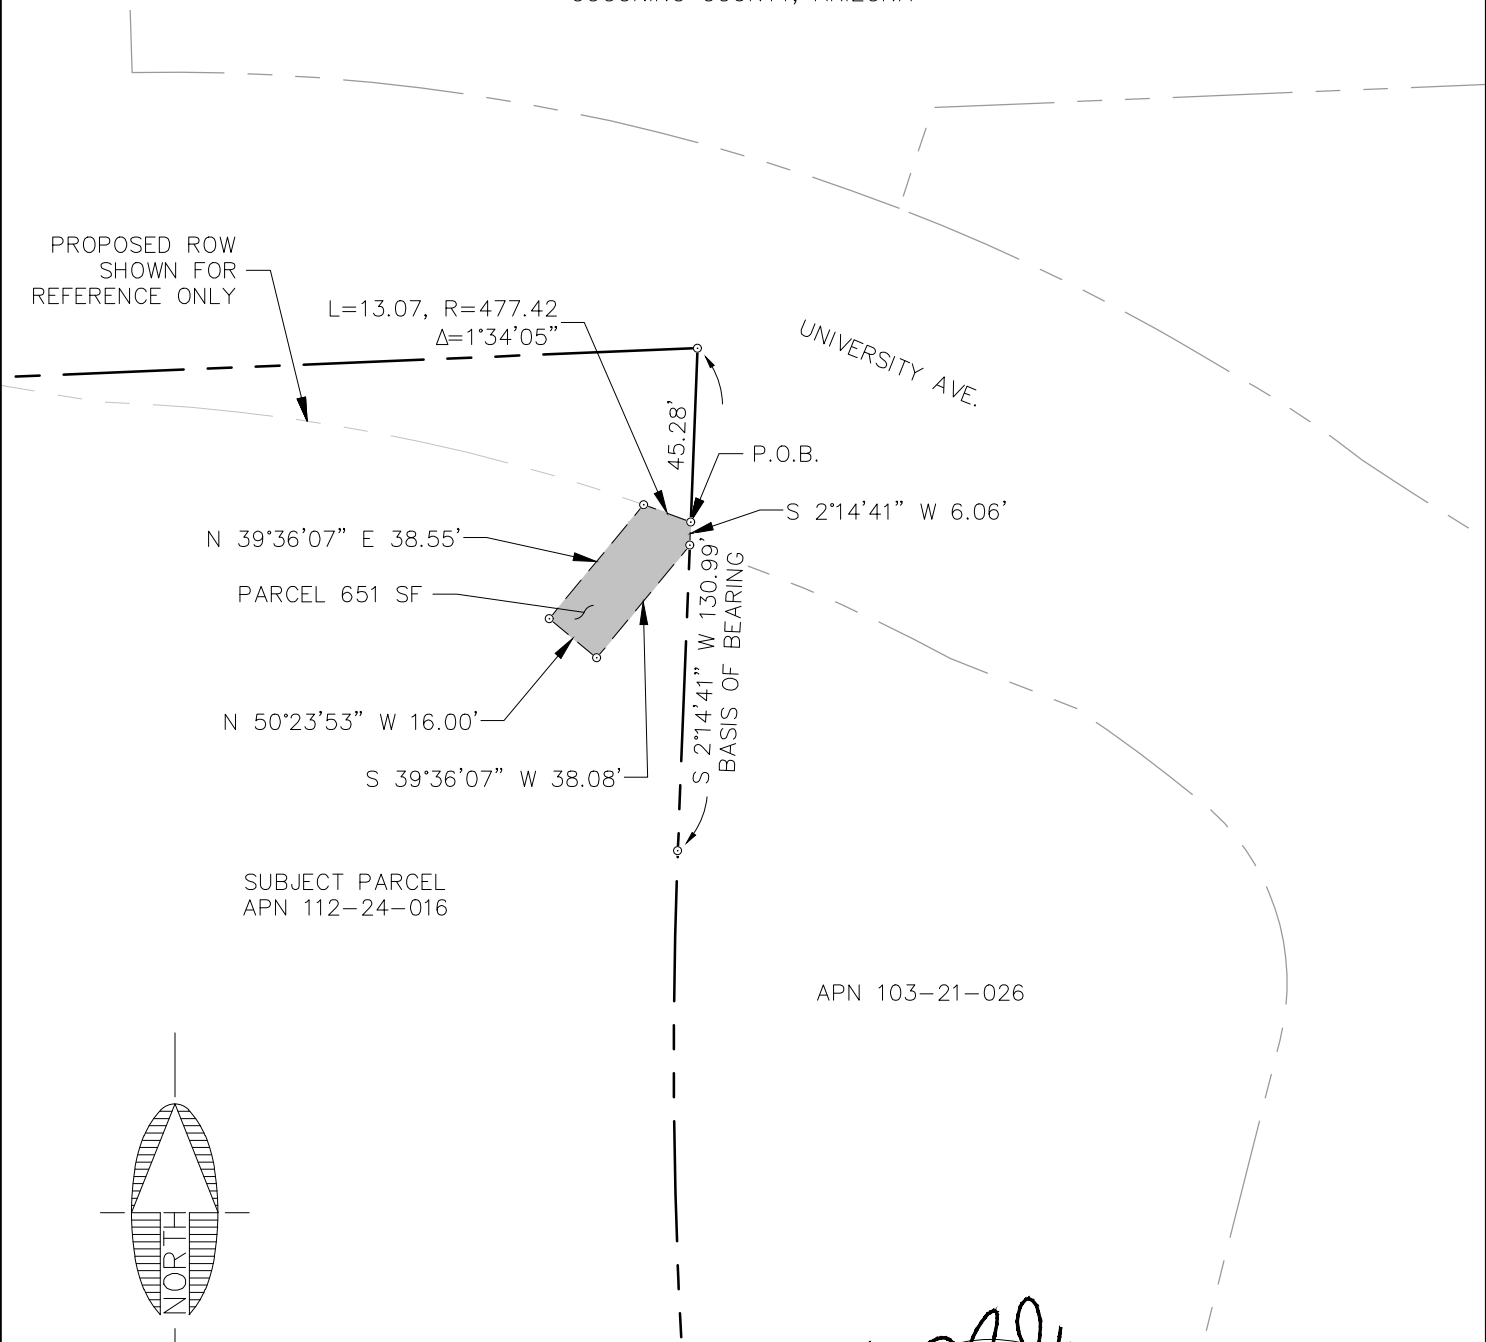 PROPOSED ROW
SHOWN FOR
REFERENCE ONLY
L=13.07, R=477.42
Δ=1°34'05"
UNIVERSITY AVE.
45.28'
P.O.B.
S 2°14'41" W 6.06'
N 39°36'07" E 38.55'
PARCEL 651 SF
S 2°14'41" W 130.99'
BASIS OF BEARING
N 50°23'53" W 16.00'
S 39°36'07" W 38.08'
SUBJECT PARCEL
APN 112-24-016
APN 103-21-026
NORTH